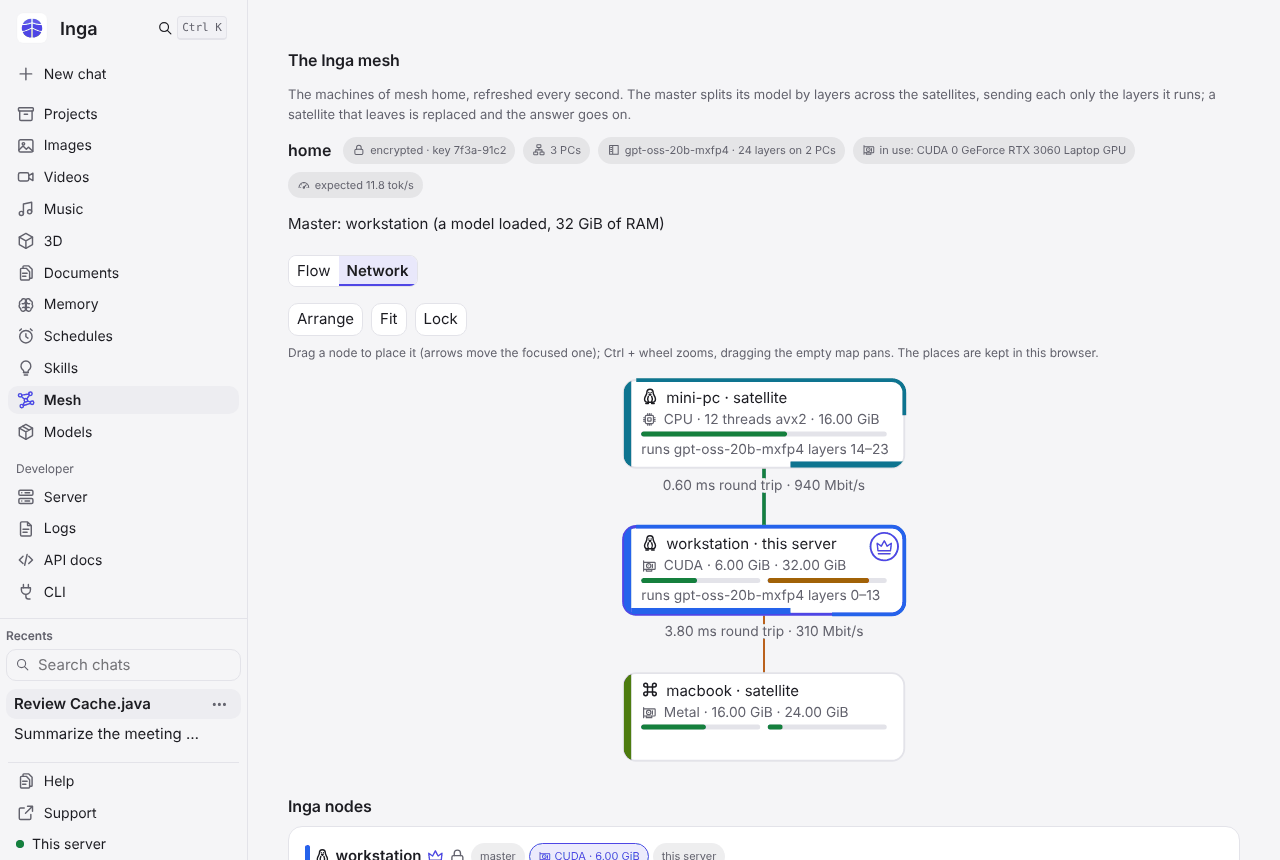 Inga
Ctrl K
New chat
Projects
Images
Videos
Music
3D
Documents
Memory
Schedules
Skills
Mesh
Models
Developer
Server
Logs
API docs
CLI
Recents
Search chats
Review Cache.java
Summarize the meeting ...
Help
Support
This server
The Inga mesh
The machines of mesh home, refreshed every second. The master splits its model by layers across the satellites, sending each only the layers it runs; a
satellite that leaves is replaced and the answer goes on.
home
encrypted · key 7f3a-91c2
3 PCs
gpt-oss-20b-mxfp4 · 24 layers on 2 PCs
in use: CUDA 0 GeForce RTX 3060 Laptop GPU
expected 11.8 tok/s
Master: workstation (a model loaded, 32 GiB of RAM)
Flow
Network
Arrange
Fit
Lock
Drag a node to place it (arrows move the focused one); Ctrl + wheel zooms, dragging the empty map pans. The places are kept in this browser.
mini-pc · satellite
CPU · 12 threads avx2 · 16.00 GiB
runs gpt-oss-20b-mxfp4 layers 14–23
0.60 ms round trip · 940 Mbit/s
workstation · this server
CUDA · 6.00 GiB · 32.00 GiB
runs gpt-oss-20b-mxfp4 layers 0–13
3.80 ms round trip · 310 Mbit/s
macbook · satellite
Metal · 16.00 GiB · 24.00 GiB
Inga nodes
workstation
master
CUDA · 6.00 GiB
this server